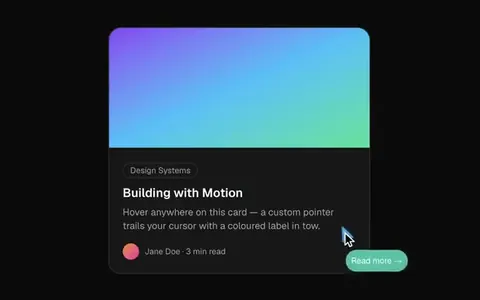 Design Systems
Building with Motion
Hover anywhere on this card — a custom pointer
trails your cursor with a coloured label in tow.
Jane Doe · 3 min read
Read more →